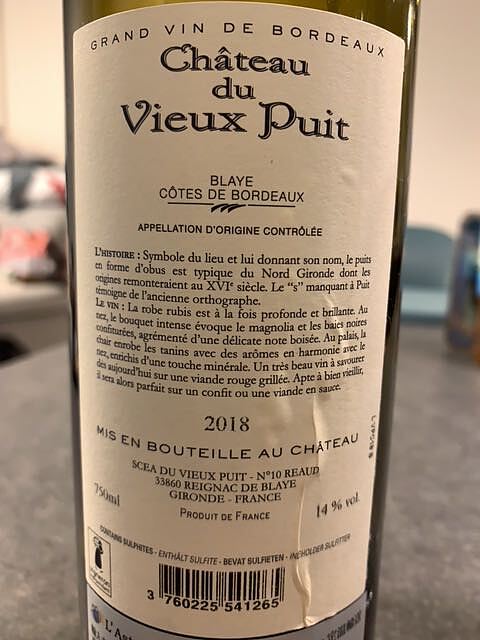 GRAND VIN DE BORDEAUX
Château
du
Vieux Puit
BLAYE
CÔTES DE BORDEAUX
APPELLATION D'ORIGINE CONTRÔLÉE
L'HISTOIRE : Symbole du lieu et lui donnant son nom, le puits
en forme d'obus est typique du Nord Gironde dont les
origines remonteraient au XVIe siècle. Le "s" manquant à Puit
témoigne de l'ancienne orthographe.
LE VIN : La robe rubis est à la fois profonde et brillante. Au
nez, le bouquet intense évoque le magnolia et les baies noires
confiturées, agrémenté d'une délicate note boisée. Au palais, la
chair enrobe les tanins avec des arômes en harmonie avec le
nez, enrichis d'une touche minérale. Un très beau vin à savourer
dès aujourd'hui sur une viande rouge grillée. Apte à bien vieillir,
il sera alors parfait sur un confit ou une viande en sauce.
2018
MIS EN BOUTEILLE AU CHÂTEAU
SCEA DU VIEUX PUIT - N°10 REAUD
33860 REIGNAC DE BLAYE
GIRONDE - FRANCE
750ml
PRODUIT DE FRANCE
14 % vol.
CONTAINS SULPHITES - ENTHÄLT SULFITE - BEVAT SULFIETEN - INDEHOLDER SULFITTER
3 760225 541265